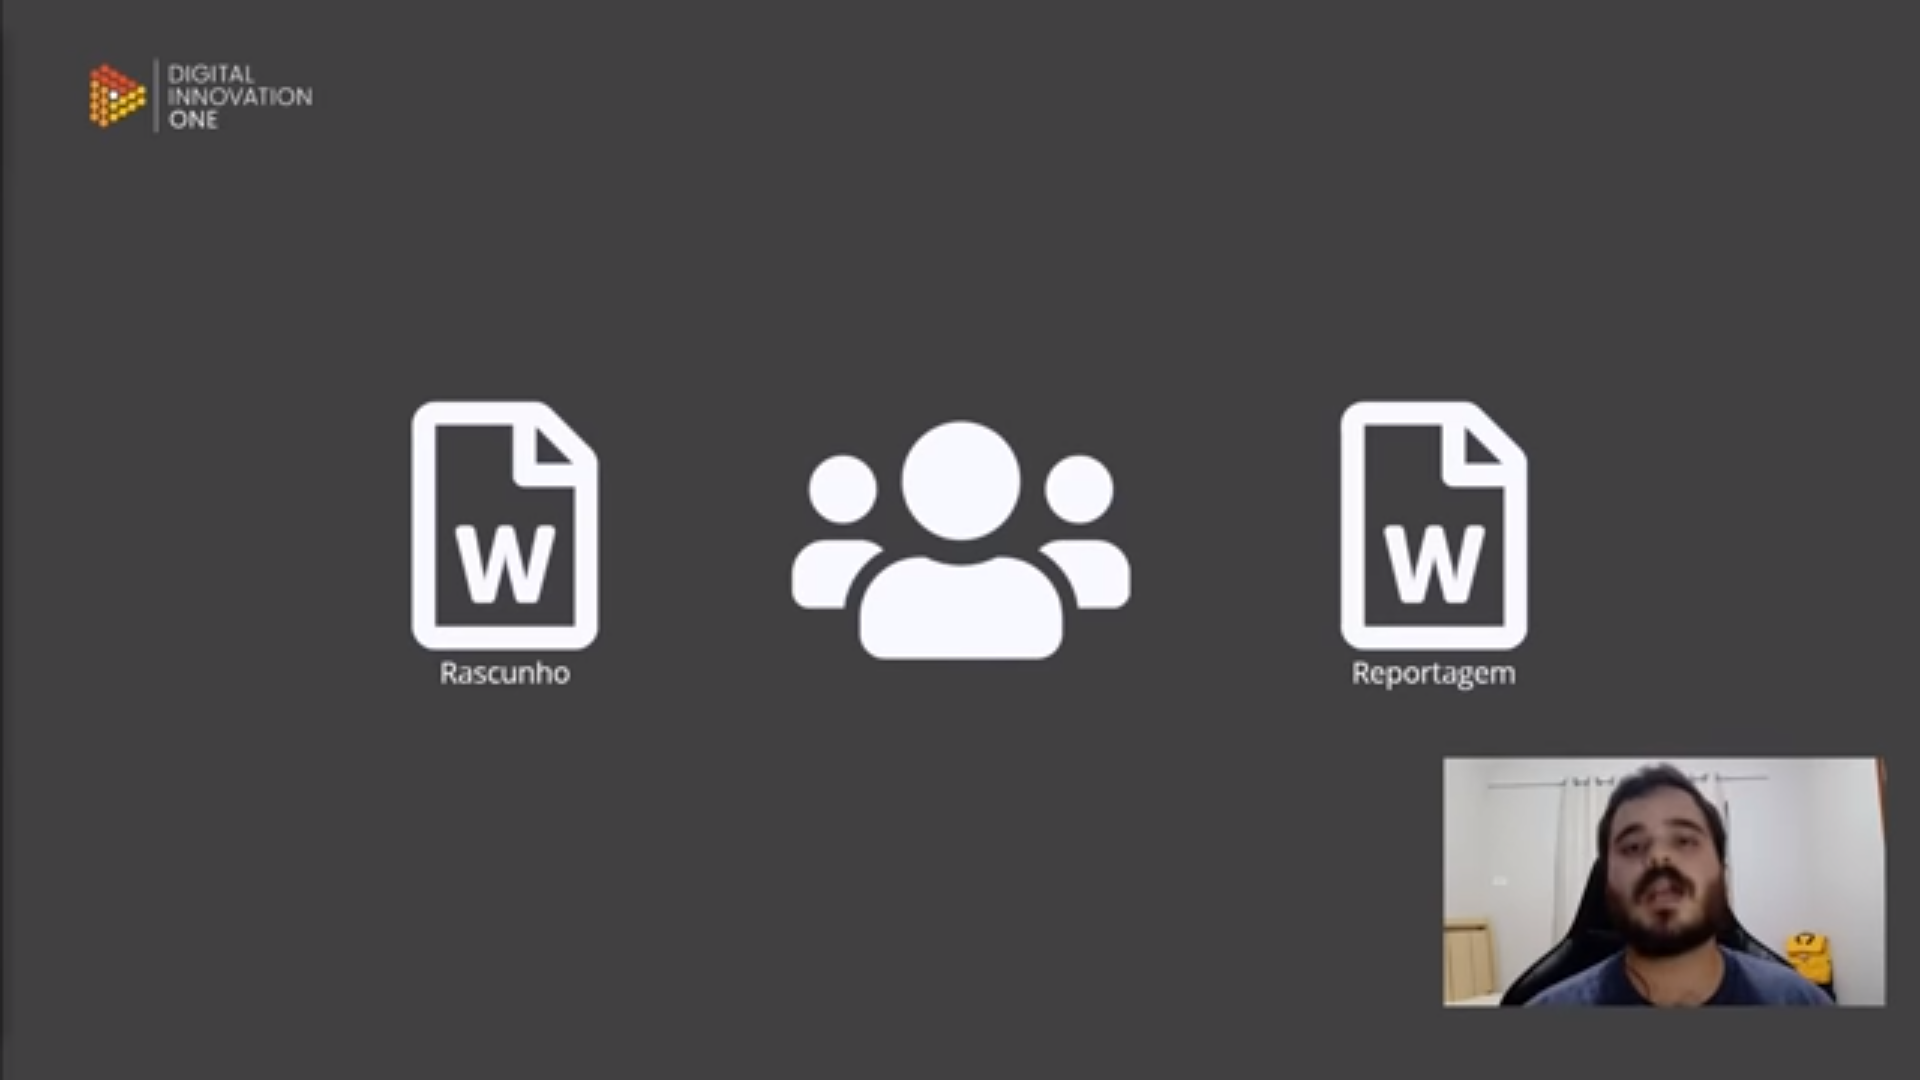 DIGITAL
INNOVATION
ONE
W
W
Rascunho
Reportagem